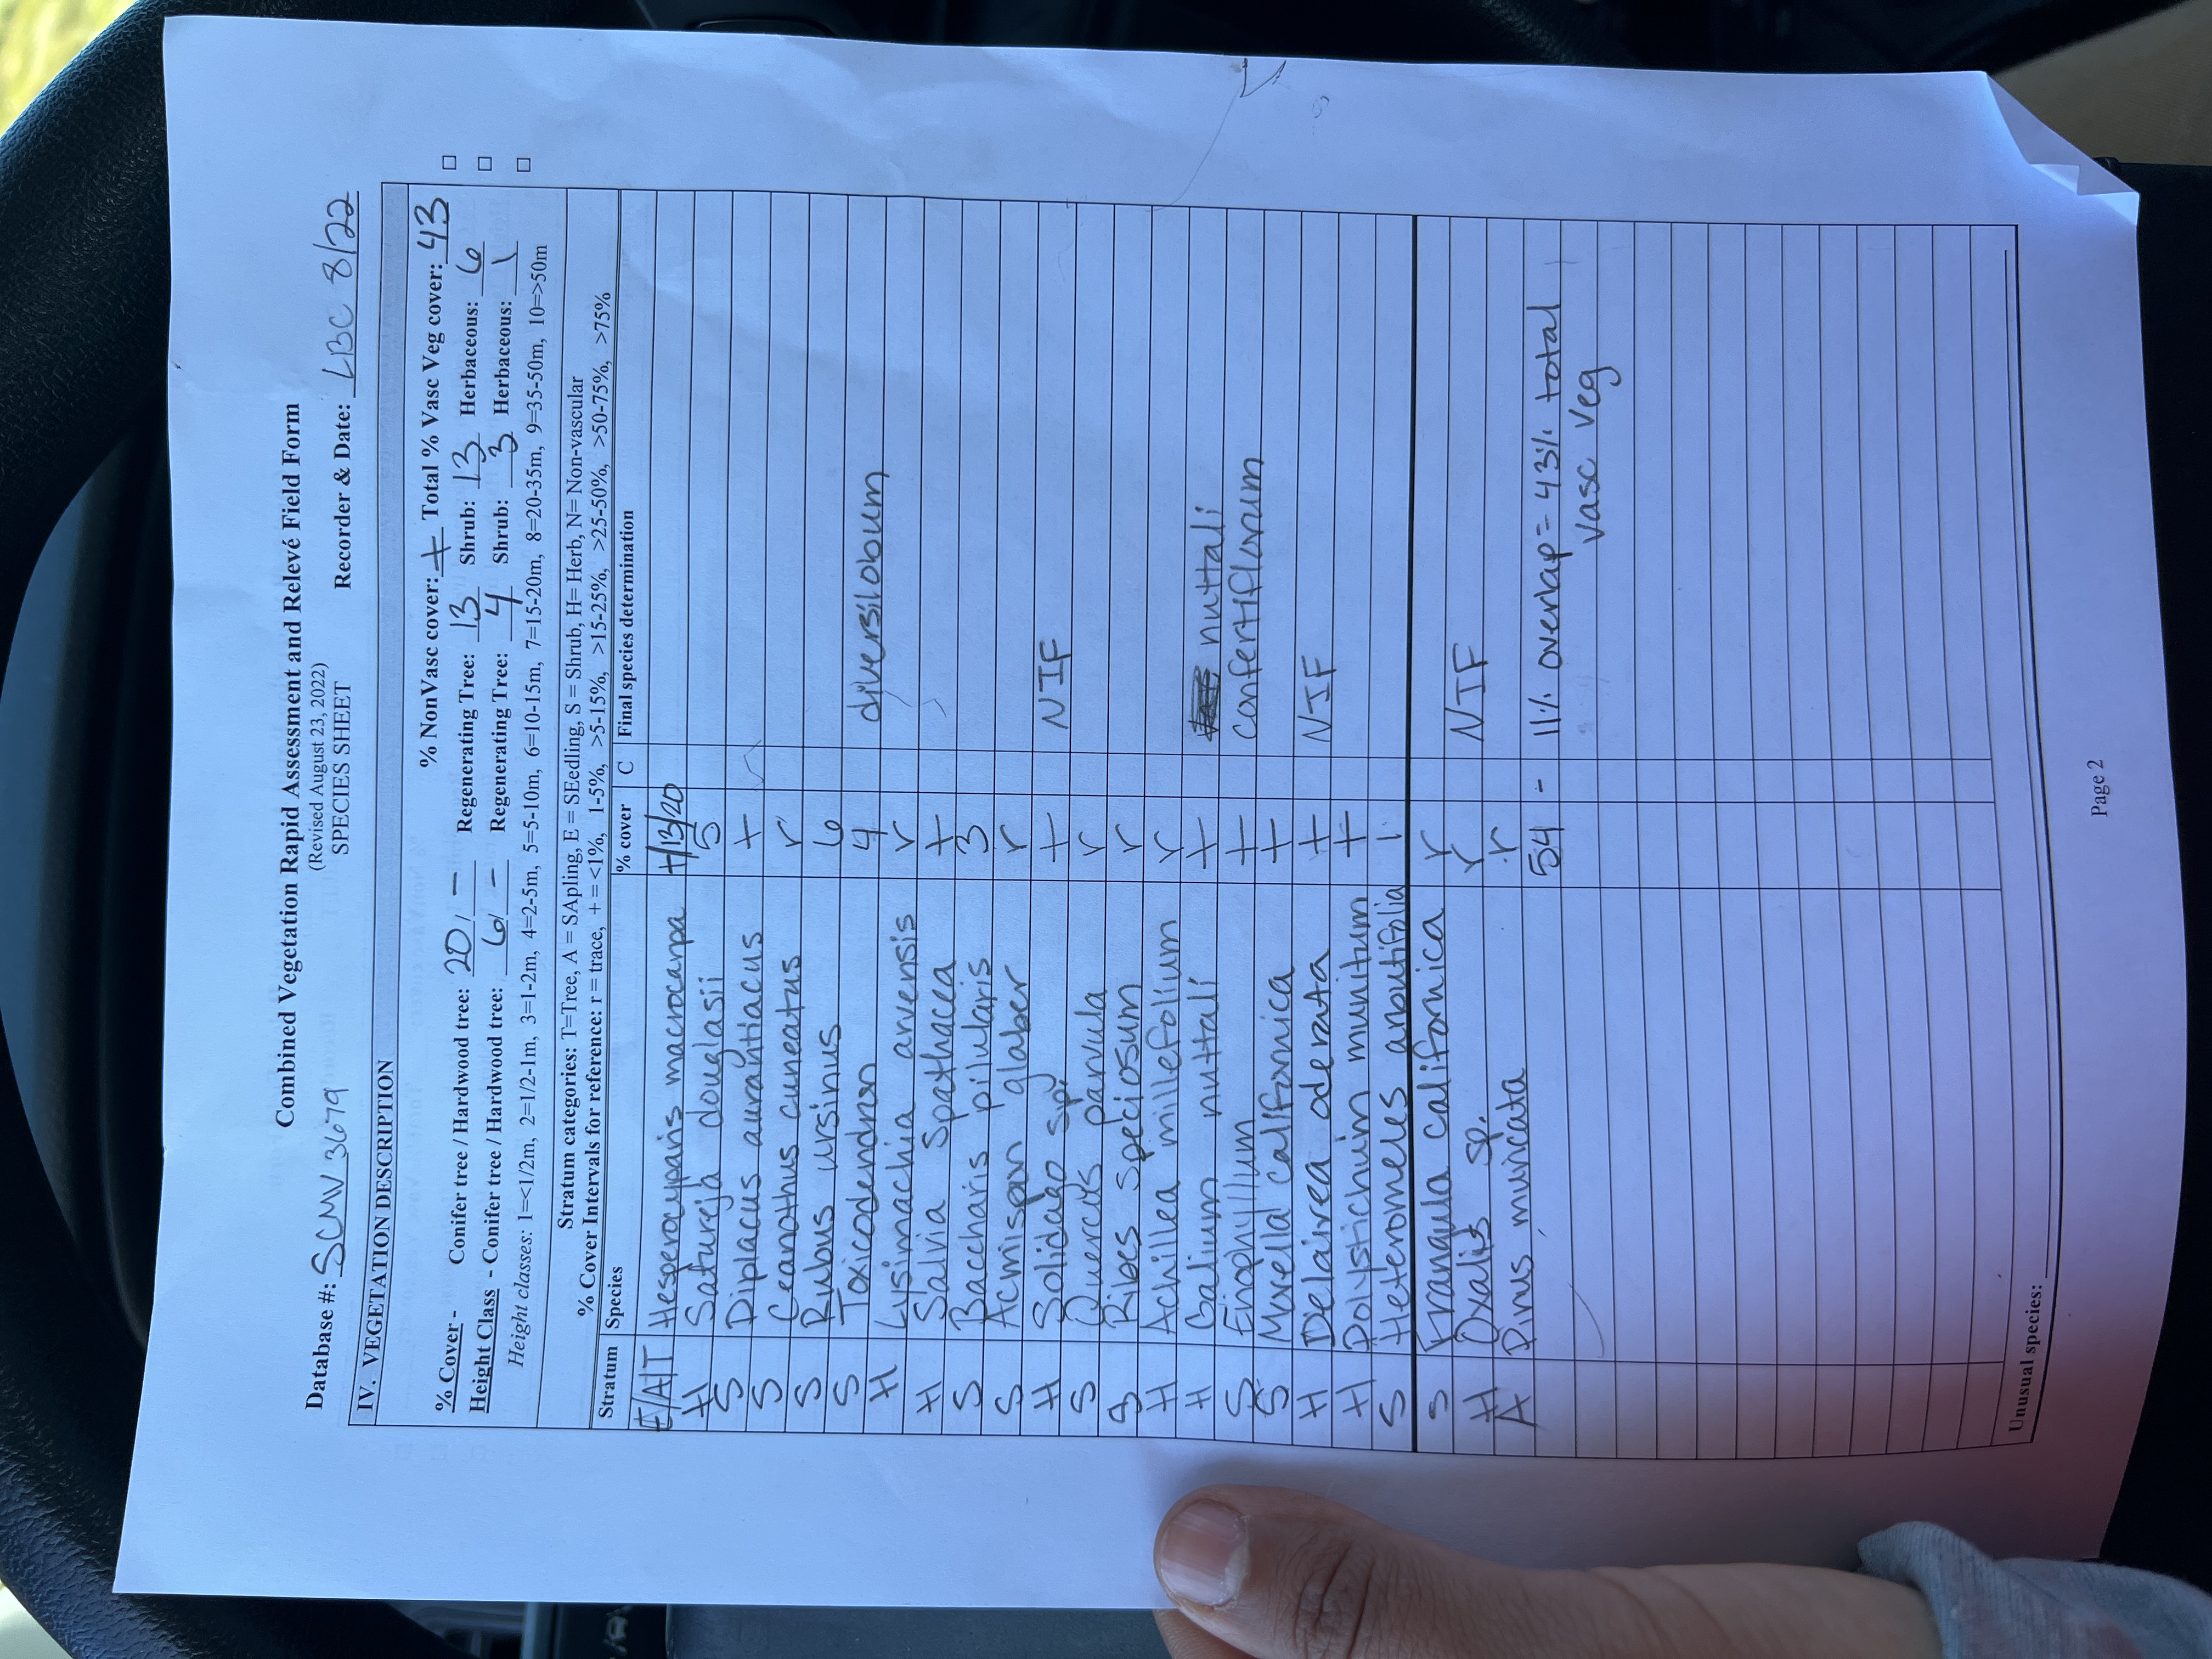 Combined Vegetation Rapid Assessment and Relevé Field Form
(Revised August 23, 2022)
SPECIES SHEET
Database #: SCMV 3679 Recorder & Date: LBC 8/22
IV. VEGETATION DESCRIPTION
% NonVasc cover: + Total % Vasc Veg cover: 43
% Cover - Conifer tree / Hardwood tree: 20 / - Regenerating Tree: 13 Shrub: 13 Herbaceous: 6
Height Class - Conifer tree / Hardwood tree: 6 / - Regenerating Tree: 4 Shrub: 3 Herbaceous: 1
Height classes: 1=<1/2m, 2=1/2-1m, 3=1-2m, 4=2-5m, 5=5-10m, 6=10-15m, 7=15-20m, 8=20-35m, 9=35-50m, 10=>50m
Stratum categories: T=Tree, A = SApling, E = SEedling, S = Shrub, H= Herb, N= Non-vascular
% Cover Intervals for reference: r = trace, + = <1%, 1-5%, >5-15%, >15-25%, >25-50%, >50-75%, >75%
Stratum Species % cover C Final species determination
E/A/T Hesperocyparis macrocarpa +/13/20
H Satureja douglasii 5
S Diplacus aurantiacus +
S Ceanothus cuneatus r
S Rubus ursinus 6
S Toxicodendron 4 diversilobum
H Lysimachia arvensis r
H Salvia spathacea +
S Baccharis pilularis 3
S Acmispon glaber r
H Solidago sp. + NIF
S Quercus parvula r
S Ribes speciosum r
H Achillea millefolium r
H Galium nuttali + nuttali
S Eriophyllum + confertiflorum
S Morella californica +
H Delairea oderata + NIF
H Polystichum munitum +
S Heteromeles arbutifolia 1
S Frangula californica r
H Oxalis sp. r NIF
A Pinus muricata r
54 - 11% overlap = 43% total
vasc veg
Unusual species:
Page 2